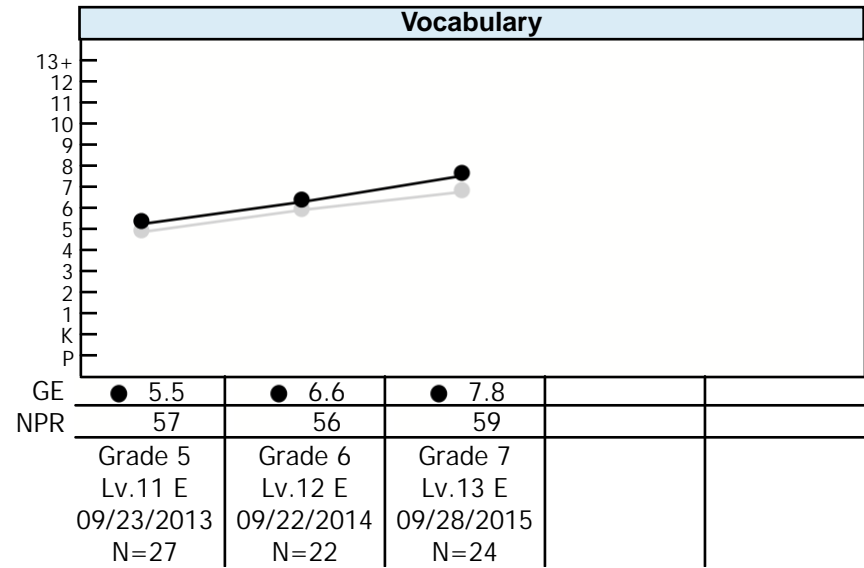 Vocabulary
13+
12
11
10
9
8
7
6
5
4
3
2
1
K
P
GE 5.5 6.6 7.8
NPR 57 56 59
Grade 5 Grade 6 Grade 7
Lv.11 E Lv.12 E Lv.13 E
09/23/2013 09/22/2014 09/28/2015
N=27 N=22 N=24